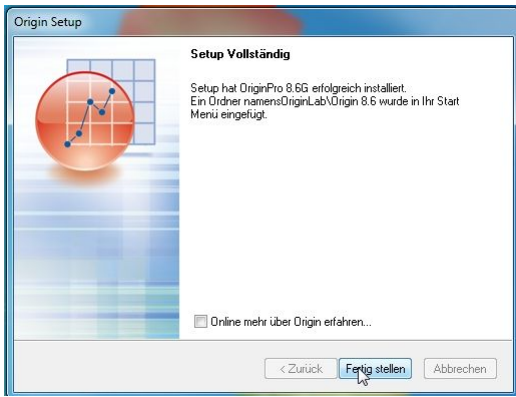 Origin Setup
Setup Vollständig
Setup hat OriginPro 8.6G erfolgreich installiert.
Ein Ordner namensOriginLab\Origin 8.6 wurde in Ihr Start
Menü eingefügt.
Online mehr über Origin erfahren...
< Zurück
Fertig stellen
Abbrechen